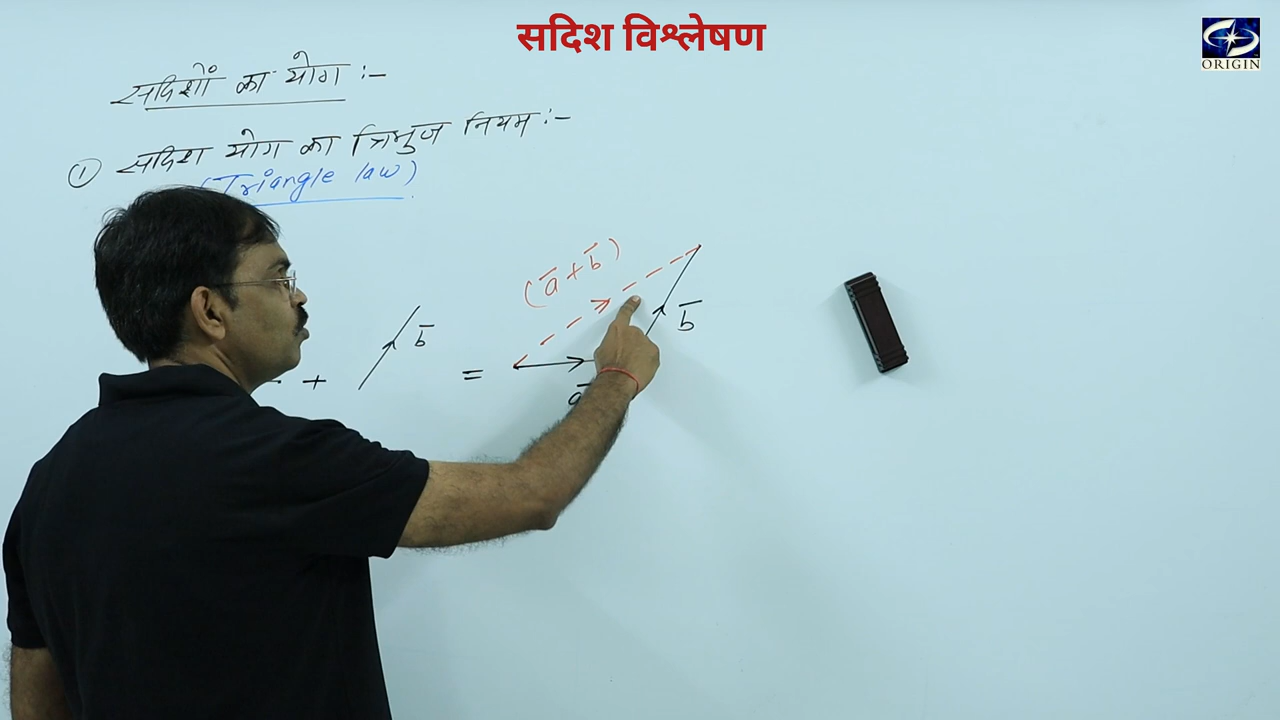 सदिश विश्लेषण
ORIGIN
सदिशों का योग :-
① सदिश योग का त्रिभुज नियम :-
(Triangle law)
(a̅ + b̅)
+ b̅ = a̅ b̅